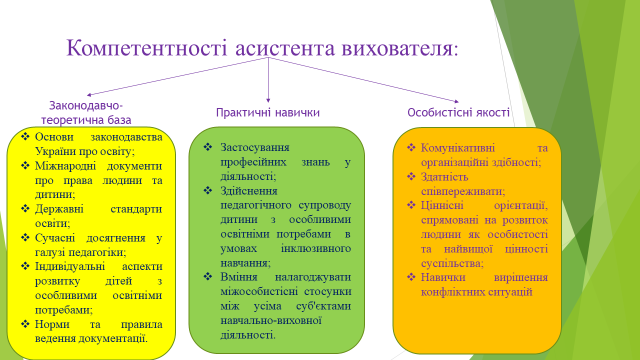 Компетентності асистента вихователя:
Законодавчо-
теоретична база
❖ Основи законодавства
України про освіту;
❖ Міжнародні документи
про права людини та
дитини;
❖ Державні стандарти
освіти;
❖ Сучасні досягнення у
галузі педагогіки;
❖ Індивідуальні аспекти
розвитку дітей з
особливими освітніми
потребами;
❖ Норми та правила
ведення документації.
Практичні навички
❖ Застосування
професійних знань у
діяльності;
❖ Здійснення
педагогічного супроводу
дитини з особливими
освітніми потребами в
умовах інклюзивного
навчання;
❖ Вміння налагоджувати
міжособистісні стосунки
між усіма суб'єктами
навчально-виховної
діяльності.
Особистісні якості
❖ Комунікативні та
організаційні здібності;
❖ Здатність
співпереживати;
❖ Ціннісні орієнтації,
спрямовані на розвиток
людини як особистості
та найвищої цінності
суспільства;
❖ Навички вирішення
конфліктних ситуацій